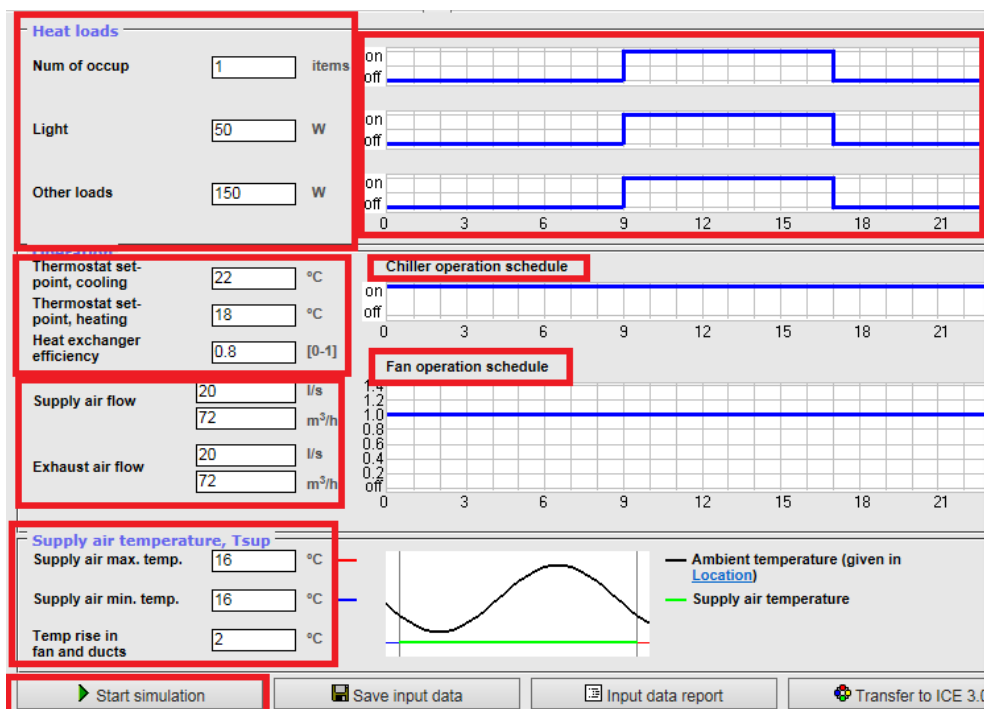 Heat loads
Num of occup 1 items
on
off
Light 50 W
on
off
Other loads 150 W
on
off
0 3 6 9 12 15 18 21
Thermostat set-
point, cooling 22 °C
Chiller operation schedule
on
off
Thermostat set-
point, heating 18 °C
0 3 6 9 12 15 18 21
Heat exchanger
efficiency 0.8 [0-1]
Fan operation schedule
Supply air flow 20 l/s
72 m³/h
Exhaust air flow 20 l/s
72 m³/h
1.4
1.2
1.0
0.8
0.6
0.4
0.2
off
0 3 6 9 12 15 18 21
Supply air temperature, Tsup
Supply air max. temp. 16 °C
Supply air min. temp. 16 °C
Temp rise in
fan and ducts 2 °C
Ambient temperature (given in
Location)
Supply air temperature
Start simulation Save input data Input data report Transfer to ICE 3.0